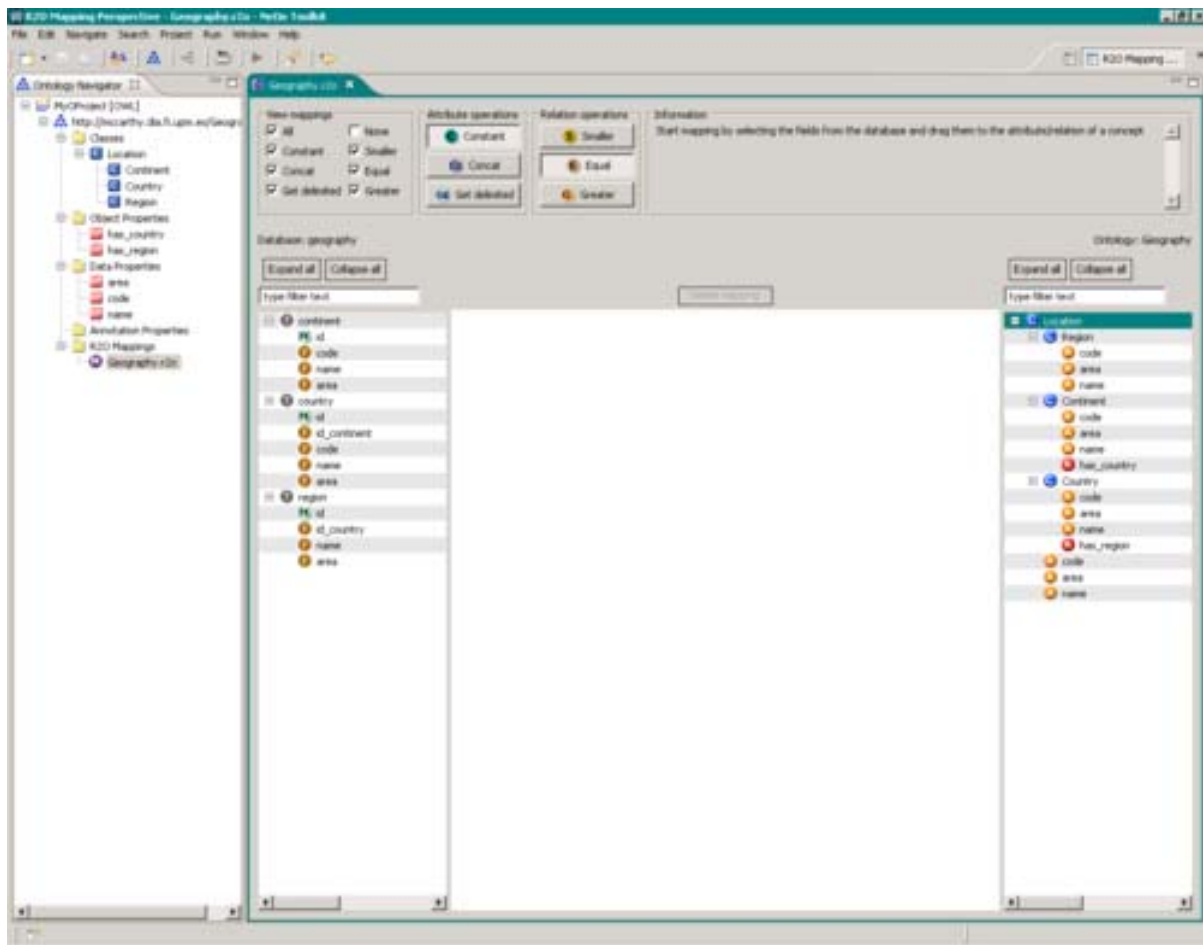 R2O Mapping Perspective - Geography.r2o - NeOn Toolkit
File Edit Navigate Search Project Run Window Help
R2O Mapping ...
Ontology Navigator
MyOProject [OWL]
http://mccarthy.dia.fi.upm.es/Geogr
Classes
Location
Continent
Country
Region
Object Properties
has_country
has_region
Data Properties
area
code
name
Annotation Properties
R2O Mappings
Geography.r2o
Geography.r2o
View mappings
All None
Constant Smaller
Concat Equal
Get delimited Greater
Attribute operations
Constant
Concat
Get delimited
Relation operations
Smaller
Equal
Greater
Information
Start mapping by selecting the fields from the database and drag them to the attribute/relation of a concept
Database: geography
Expand all Collapse all
type filter text
continent
id
code
name
area
country
id
id_continent
code
name
area
region
id
id_country
name
area
Ontology: Geography
Expand all Collapse all
type filter text
Location
Region
code
area
name
Continent
code
area
name
has_country
Country
code
area
name
has_region
code
area
name